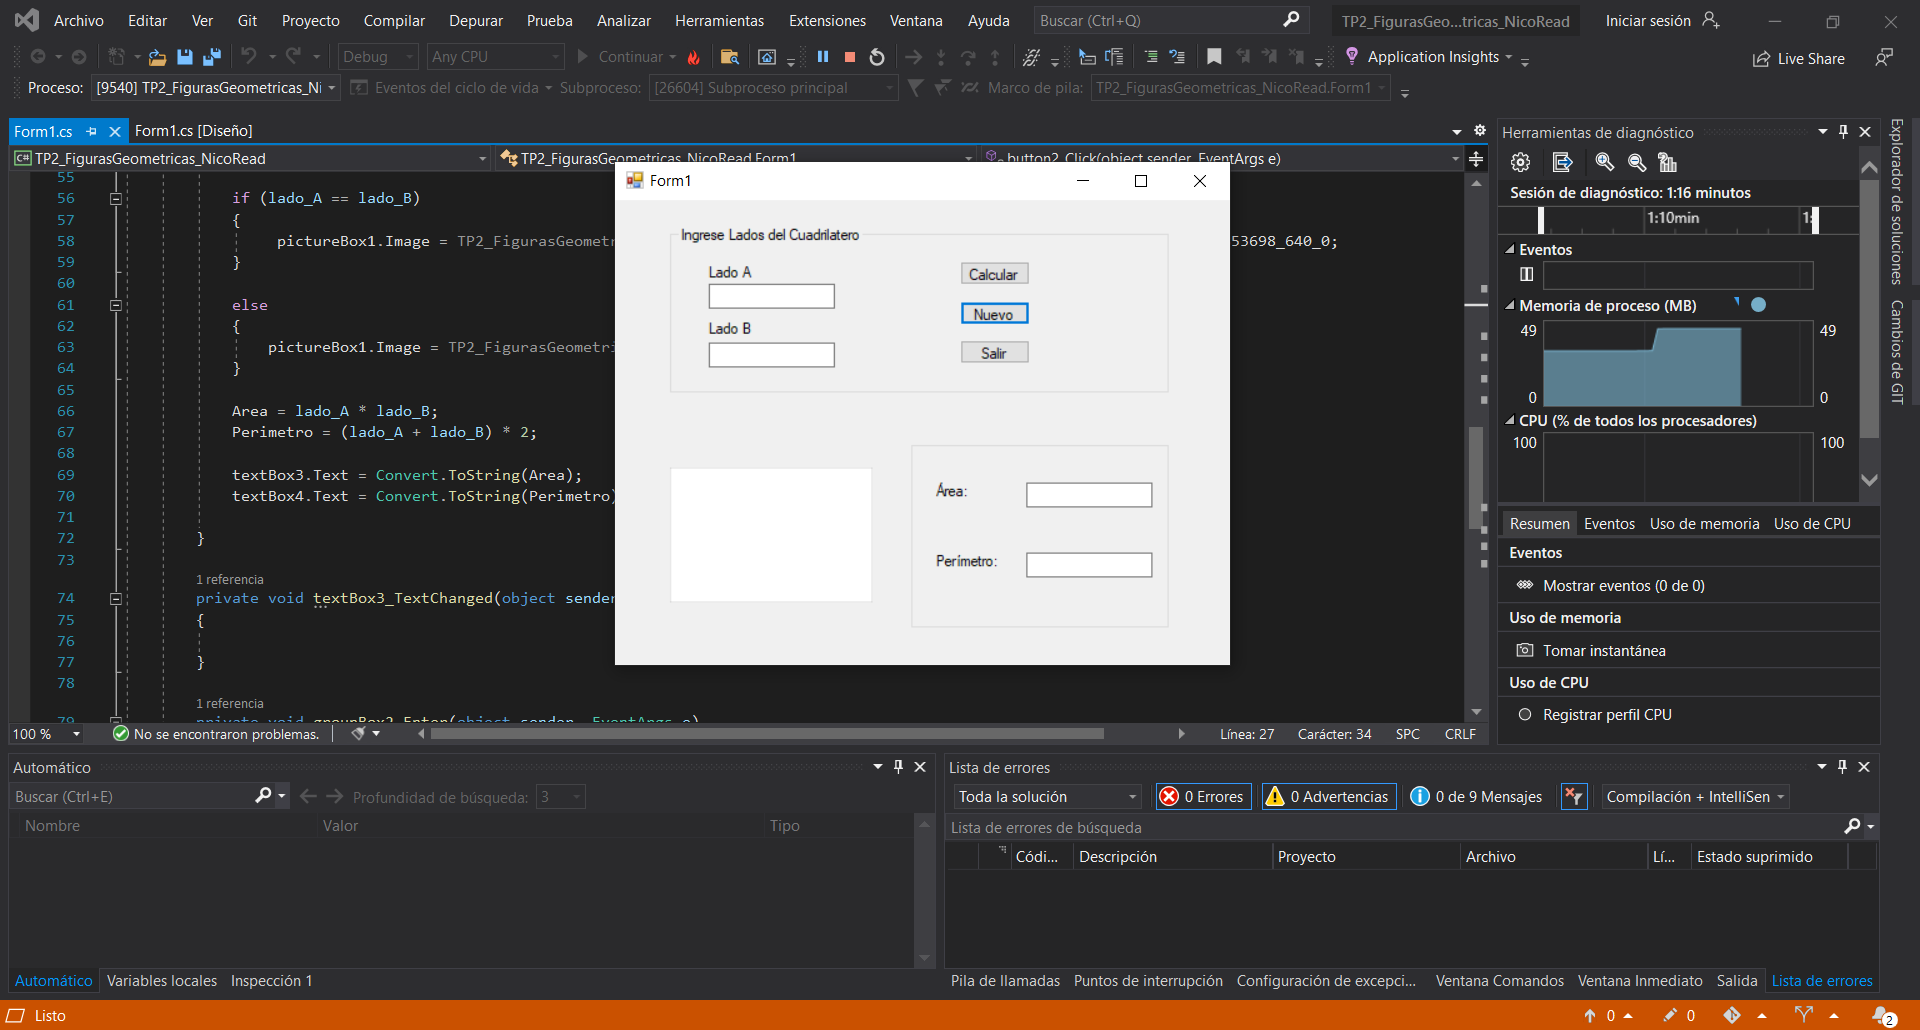 Archivo Editar Ver Git Proyecto Compilar Depurar Prueba Analizar Herramientas Extensiones Ventana Ayuda Buscar (Ctrl+Q) TP2_FigurasGeo...tricas_NicoRead Iniciar sesión
Debug Any CPU Continuar Application Insights Live Share
Proceso: [9540] TP2_FigurasGeometricas_Ni Eventos del ciclo de vida Subproceso: [26604] Subproceso principal Marco de pila: TP2_FigurasGeometricas_NicoRead.Form1
Form1.cs Form1.cs [Diseño]
C# TP2_FigurasGeometricas_NicoRead TP2_FigurasGeometricas_NicoRead.Form1 button2_Click(object sender, EventArgs e)
55
56 if (lado_A == lado_B)
57 {
58 pictureBox1.Image = TP2_FigurasGeometr 53698_640_0;
59 }
60
61 else
62 {
63 pictureBox1.Image = TP2_FigurasGeometri
64 }
65
66 Area = lado_A * lado_B;
67 Perimetro = (lado_A + lado_B) * 2;
68
69 textBox3.Text = Convert.ToString(Area);
70 textBox4.Text = Convert.ToString(Perimetro)
71
72 }
73
1 referencia
74 private void textBox3_TextChanged(object sender
75 {
76
77 }
78
1 referencia
79 private void groupBox2_Enter(object sender, EventArgs e)
Form1
Ingrese Lados del Cuadrilatero
Lado A
Calcular
Nuevo
Lado B
Salir
Área:
Perímetro:
100 % No se encontraron problemas. Línea: 27 Carácter: 34 SPC CRLF
Herramientas de diagnóstico
Sesión de diagnóstico: 1:16 minutos
1:10min 1:
Eventos
Memoria de proceso (MB)
49 49
0 0
CPU (% de todos los procesadores)
100 100
Resumen Eventos Uso de memoria Uso de CPU
Eventos
Mostrar eventos (0 de 0)
Uso de memoria
Tomar instantánea
Uso de CPU
Registrar perfil CPU
Explorador de soluciones
Cambios de GIT
Automático
Buscar (Ctrl+E) Profundidad de búsqueda: 3
Nombre Valor Tipo
Automático Variables locales Inspección 1
Lista de errores
Toda la solución 0 Errores 0 Advertencias 0 de 9 Mensajes Compilación + IntelliSen
Lista de errores de búsqueda
Códi... Descripción Proyecto Archivo Lí... Estado suprimido
Pila de llamadas Puntos de interrupción Configuración de excepci... Ventana Comandos Ventana Inmediato Salida Lista de errores
Listo 0 0 2